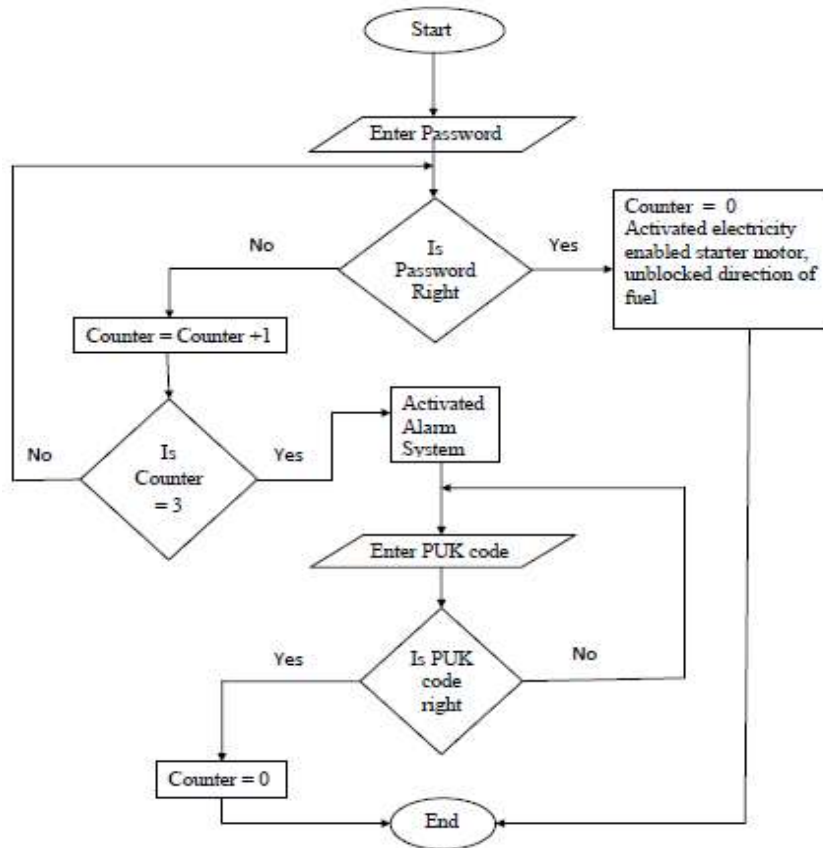 Start
Enter Password
Is
Password
Right
No
Yes
Counter = 0
Activated electricity
enabled starter motor,
unblocked direction of
fuel
Counter = Counter +1
Is
Counter
= 3
No
Yes
Activated
Alarm
System
Enter PUK code
Is PUK
code
right
Yes
No
Counter = 0
End